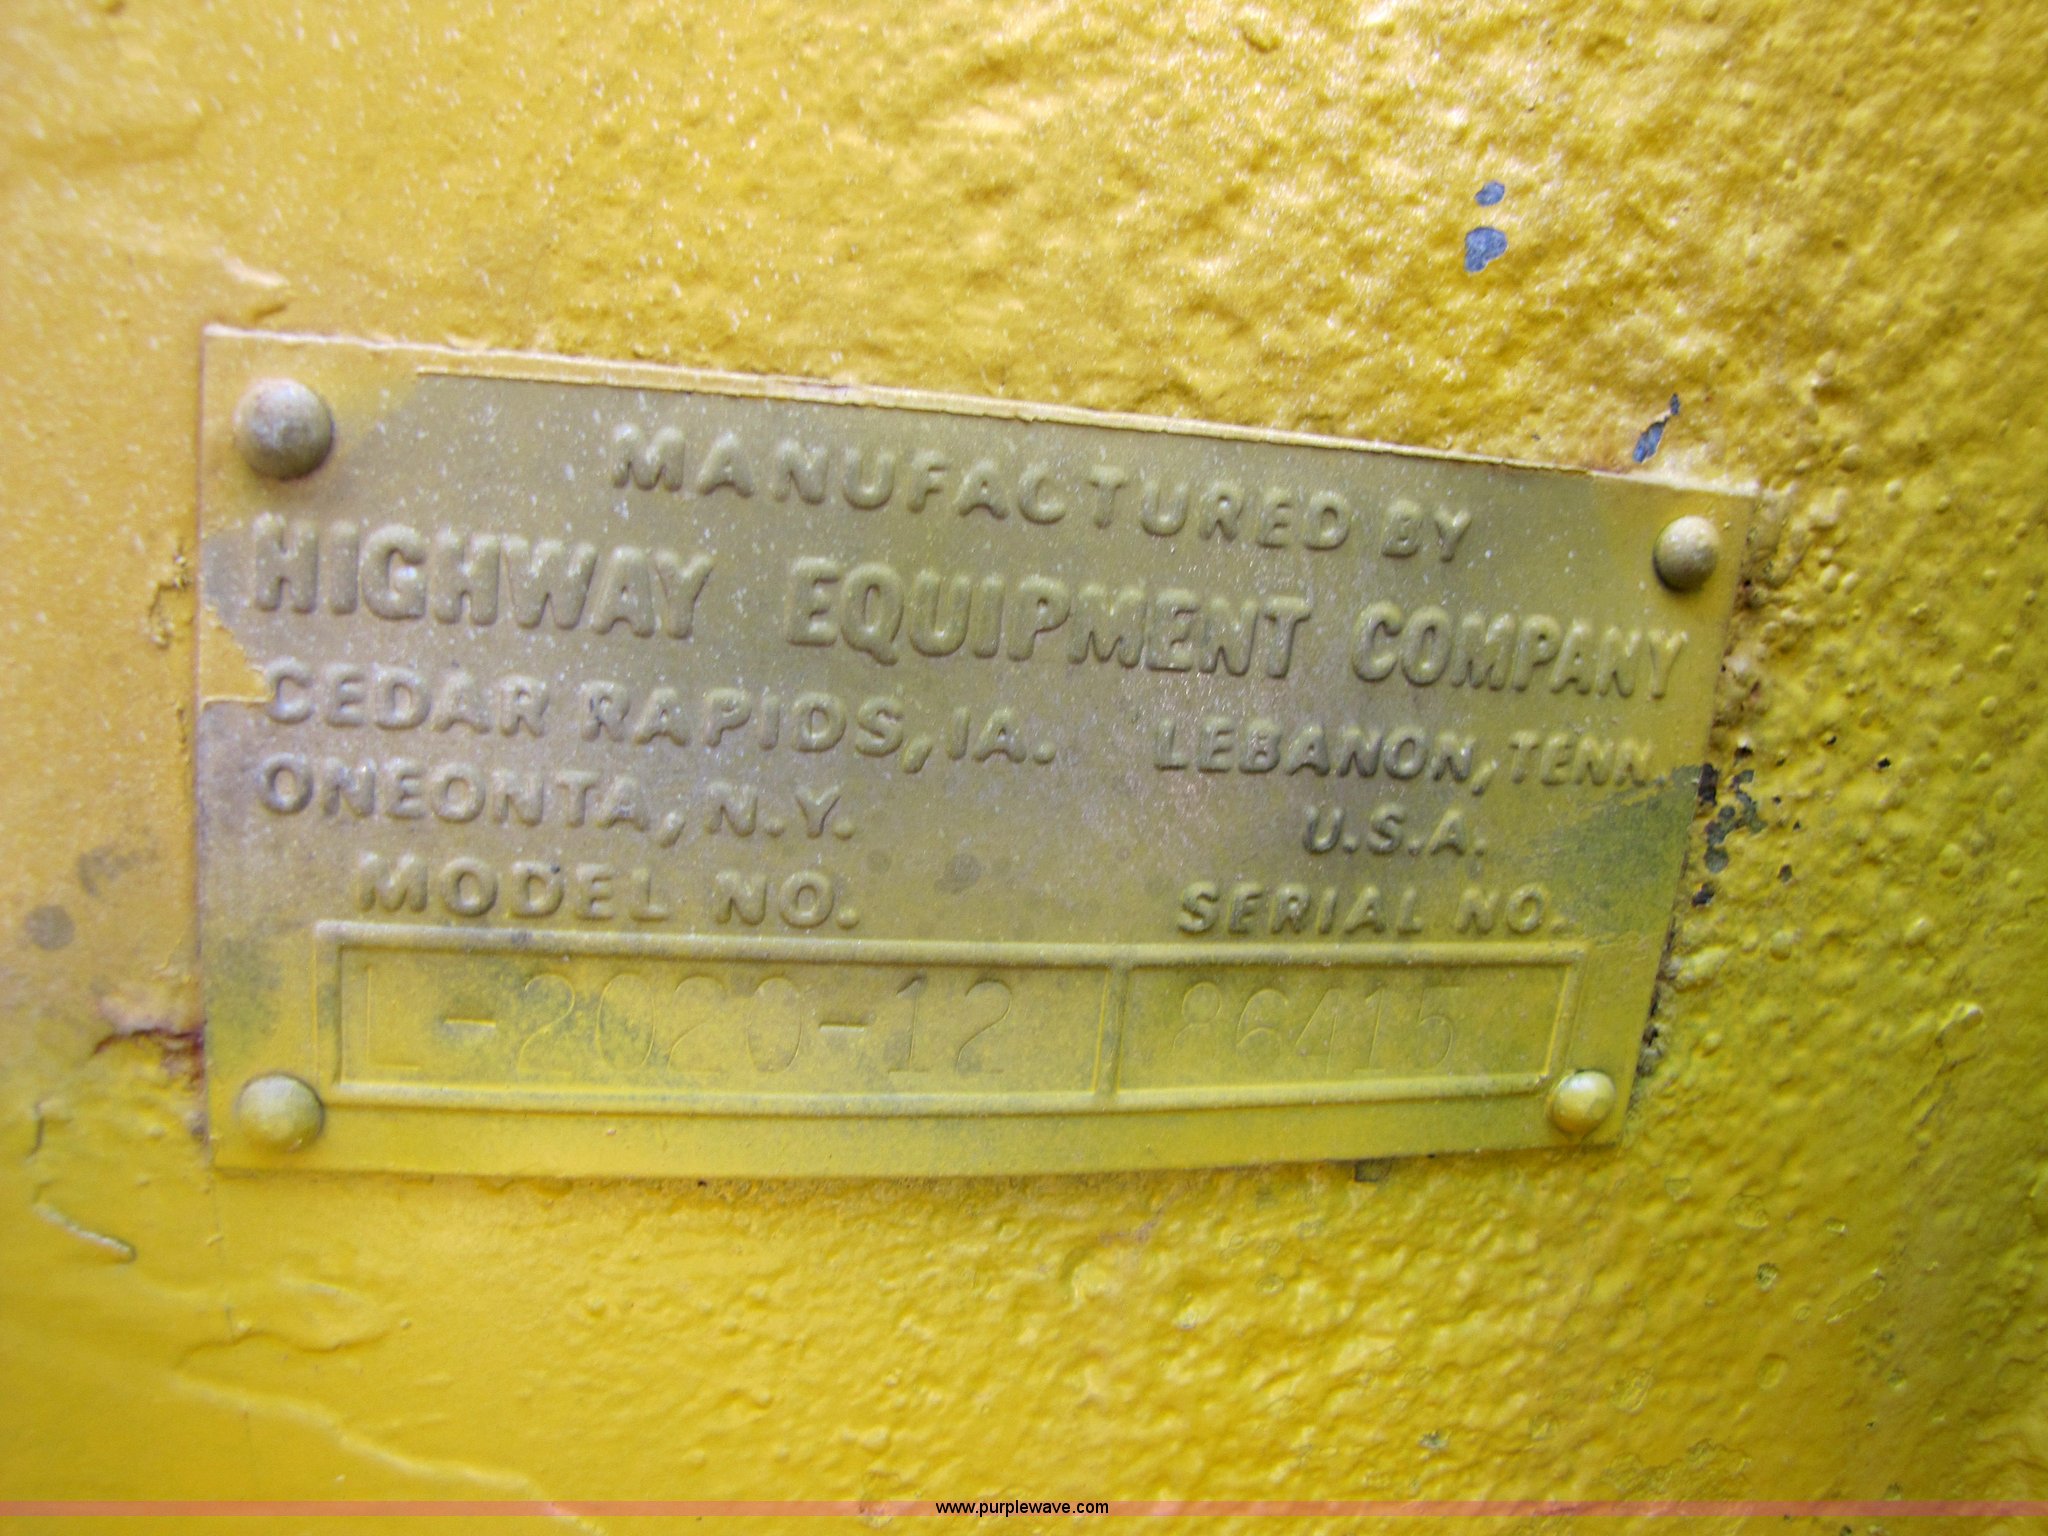 MANUFACTURED BY
HIGHWAY EQUIPMENT COMPANY
CEDAR RAPIDS, IA. LEBANON, TENN.
ONEONTA, N.Y. U.S.A.
MODEL NO. SERIAL NO.
L-2020-12 86415
www.purplewave.com